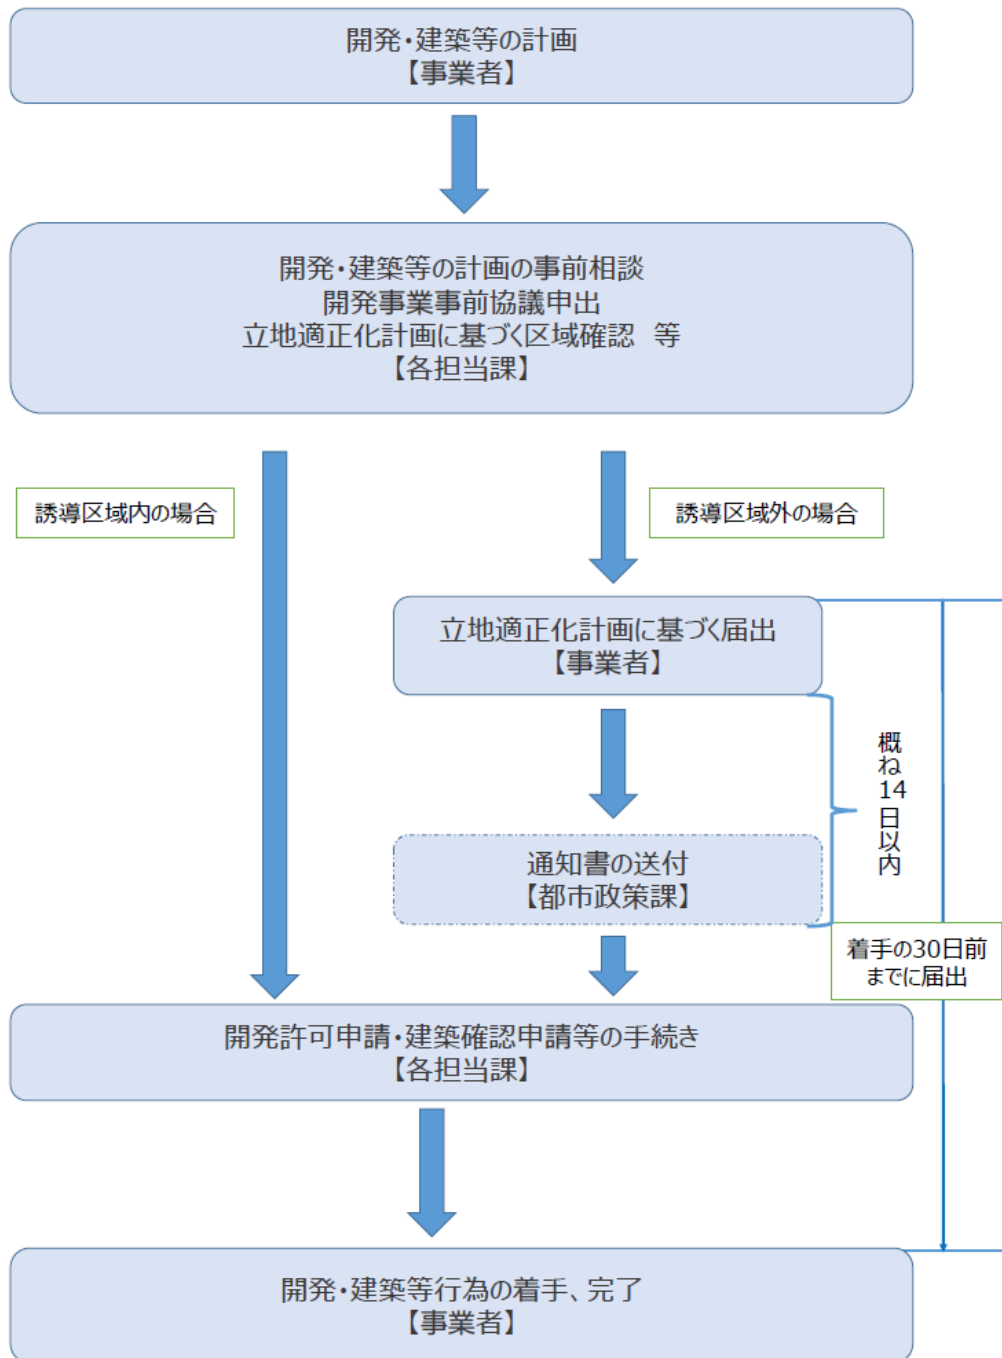 開発・建築等の計画
【事業者】
開発・建築等の計画の事前相談
開発事業事前協議申出
立地適正化計画に基づく区域確認　等
【各担当課】
誘導区域内の場合
誘導区域外の場合
立地適正化計画に基づく届出
【事業者】
概ね14日以内
通知書の送付
【都市政策課】
着手の30日前
までに届出
開発許可申請・建築確認申請等の手続き
【各担当課】
開発・建築等行為の着手、完了
【事業者】